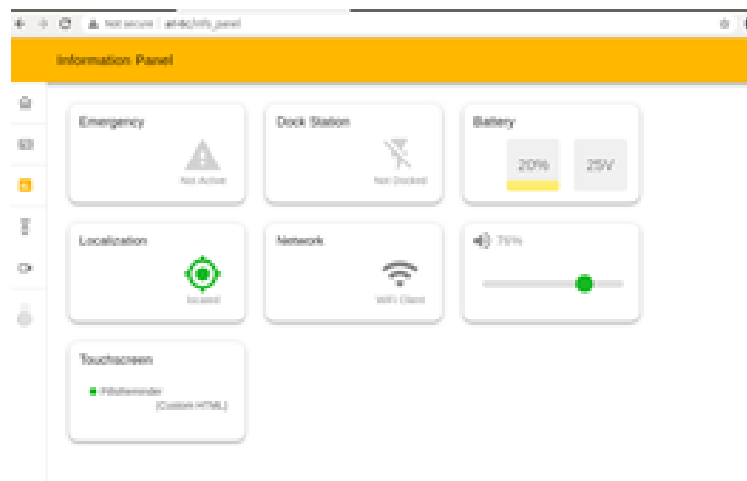 Not secure
Information Panel
Emergency
Not Active
Dock Station
Not Docked
Battery
20%
25V
Localization
located
Network
WiFi Client
75%
Touchscreen
(Custom HTML)